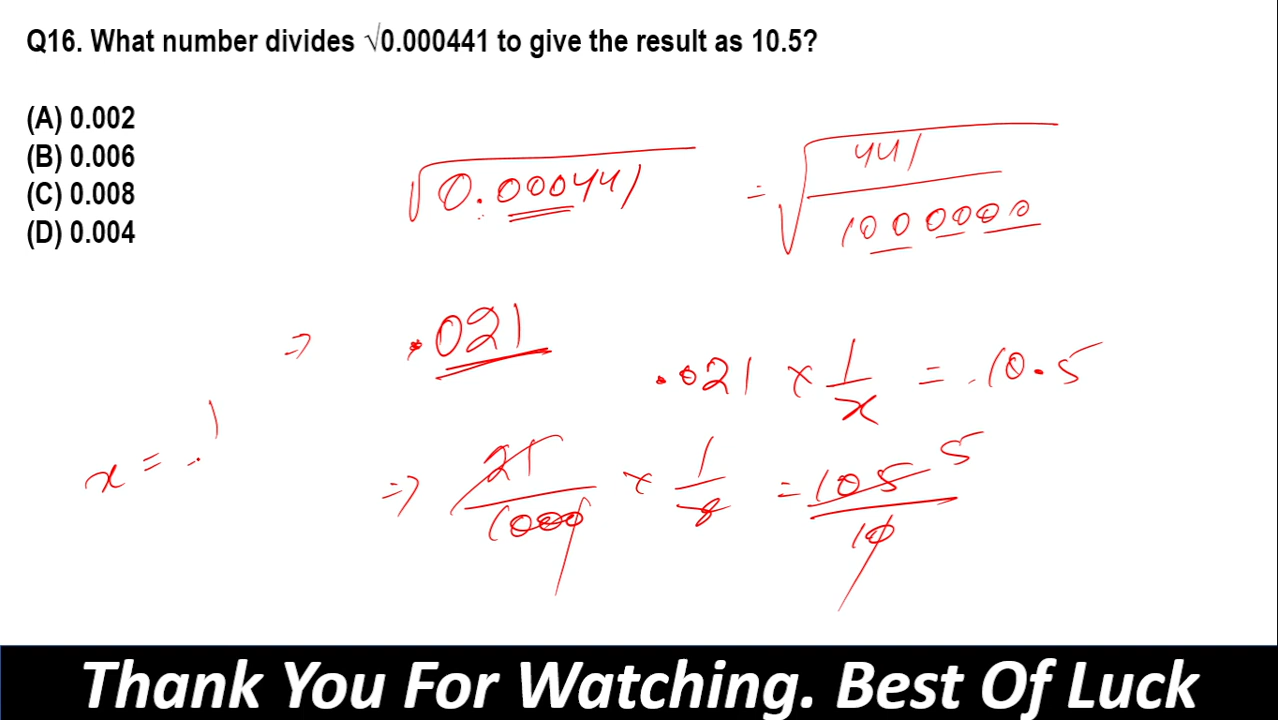 Q16. What number divides √0.000441 to give the result as 10.5?
(A) 0.002
(B) 0.006
(C) 0.008
(D) 0.004
√0.000441 = √441/1000000
⇒ .021
.021 × 1/x = .10.5
⇒ 21/1000 × 1/x = 105/10 5
x = .1
Thank You For Watching. Best Of Luck